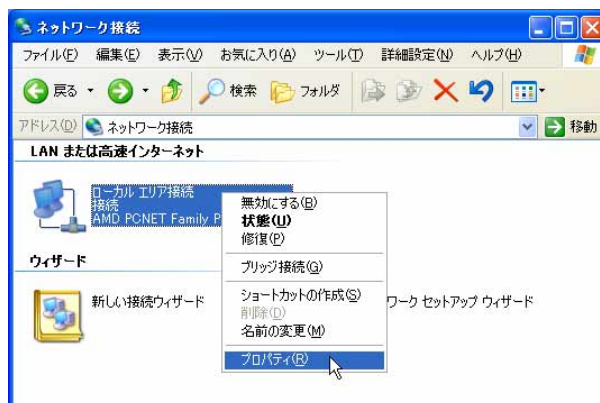 ネットワーク接続
ファイル(F) 編集(E) 表示(V) お気に入り(A) ツール(T) 詳細設定(N) ヘルプ(H)
戻る 検索 フォルダ
アドレス(D) ネットワーク接続 移動
LAN または高速インターネット
ローカル エリア接続
接続
AMD PCNET Family P
無効にする(B)
状態(U)
修復(P)
ブリッジ接続(G)
ショートカットの作成(S)
削除(D)
名前の変更(M)
プロパティ(R)
ウィザード
新しい接続ウィザード
ワーク セットアップ ウィザード